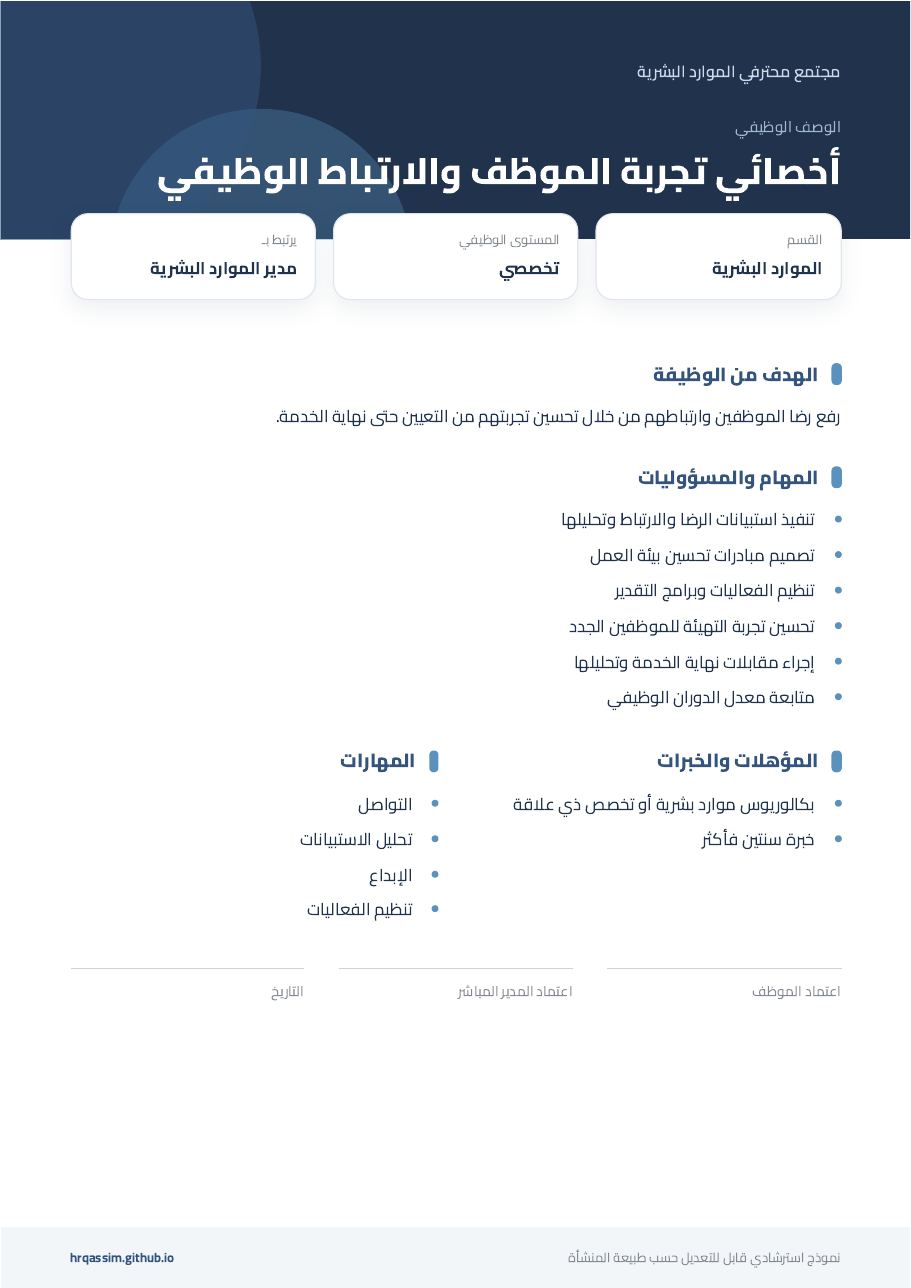 مجتمع محترفي الموارد البشرية
الوصف الوظيفي
أخصائي تجربة الموظف والارتباط الوظيفي
القسم
الموارد البشرية
المستوى الوظيفي
تخصصي
يرتبط بـ
مدير الموارد البشرية
الهدف من الوظيفة
رفع رضا الموظفين وارتباطهم من خلال تحسين تجربتهم من التعيين حتى نهاية الخدمة.
المهام والمسؤوليات
تنفيذ استبيانات الرضا والارتباط وتحليلها
تصميم مبادرات تحسين بيئة العمل
تنظيم الفعاليات وبرامج التقدير
تحسين تجربة التهيئة للموظفين الجدد
إجراء مقابلات نهاية الخدمة وتحليلها
متابعة معدل الدوران الوظيفي
المؤهلات والخبرات
بكالوريوس موارد بشرية أو تخصص ذي علاقة
خبرة سنتين فأكثر
المهارات
التواصل
تحليل الاستبيانات
الإبداع
تنظيم الفعاليات
اعتماد الموظف
اعتماد المدير المباشر
التاريخ
نموذج استرشادي قابل للتعديل حسب طبيعة المنشأة
hrqassim.github.io